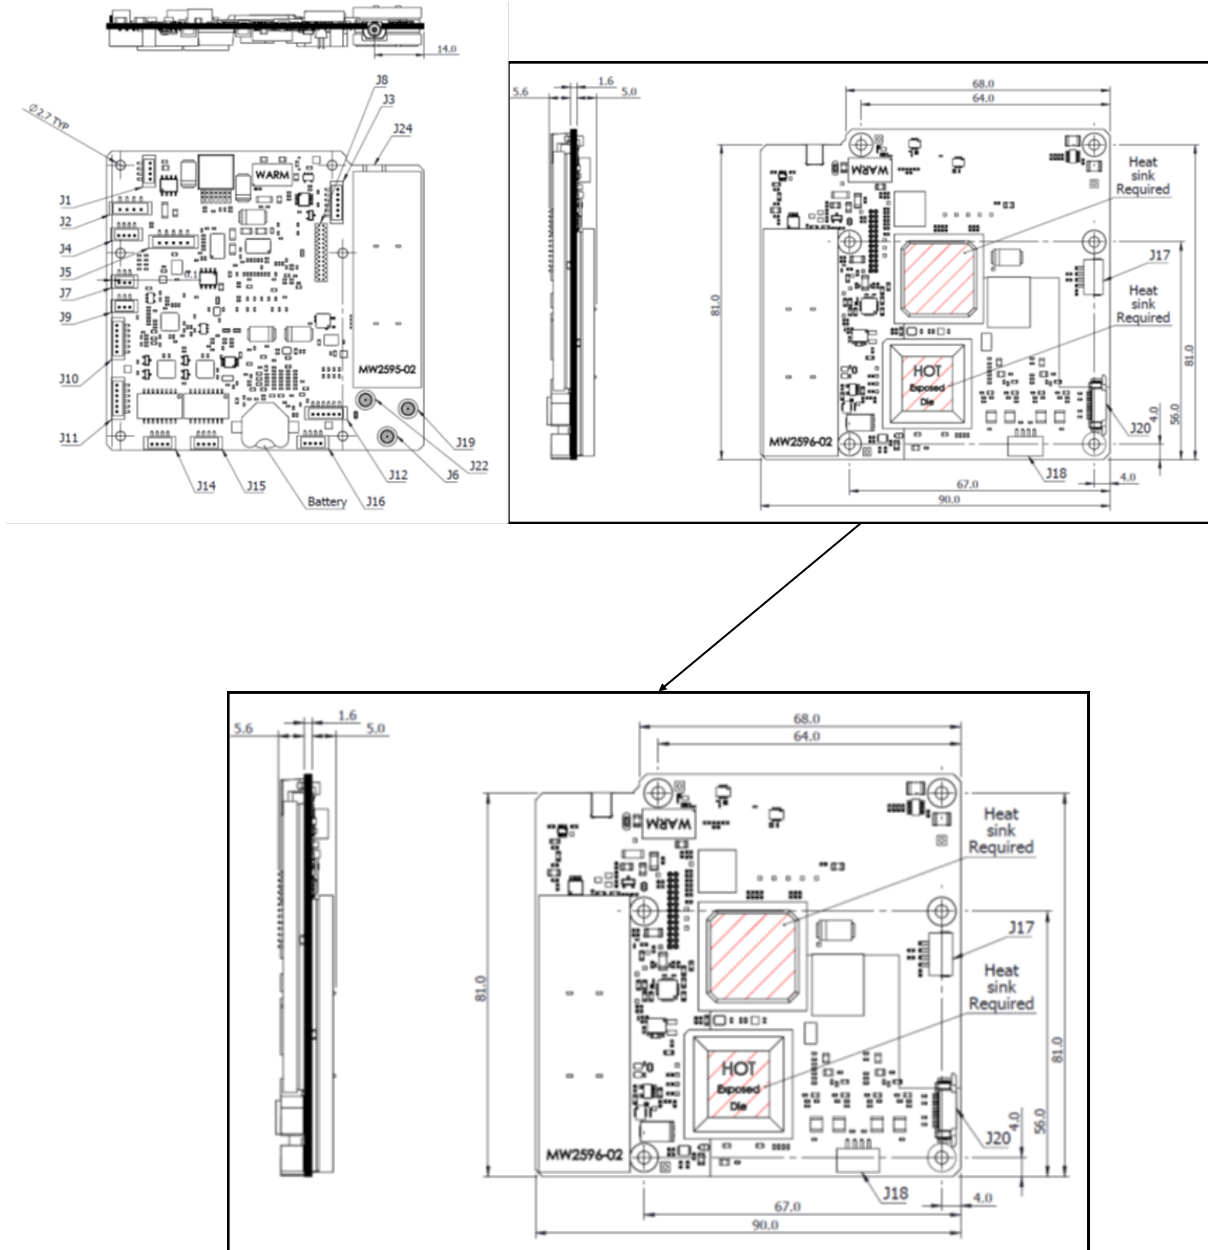 14.0
J8
J3
J24
Ø2.7 TYP
WARM
J1
J2
J4
J5
J7
J9
J10
J11
MW2595-02
J19
J22
J6
J12
J14
J15
Battery
J16
5.6
1.6
5.0
68.0
64.0
WARM
Heat
sink
Required
J17
Heat
sink
Required
HOT
Exposed
Die
81.0
81.0
56.0
4.0
J20
MW2596-02
J18
4.0
67.0
90.0
5.6
1.6
5.0
68.0
64.0
WARM
Heat
sink
Required
J17
Heat
sink
Required
HOT
Exposed
Die
81.0
81.0
56.0
4.0
J20
MW2596-02
J18
4.0
67.0
90.0